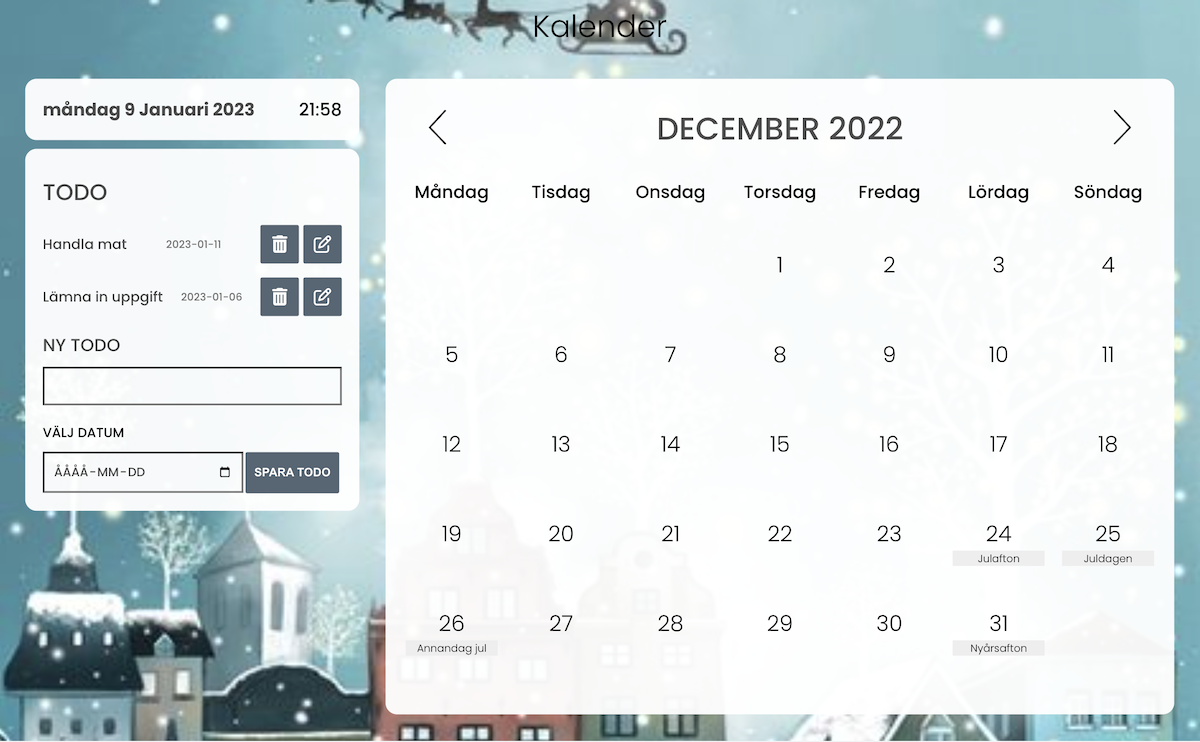 Kalender
måndag 9 Januari 2023 21:58
TODO
Handla mat 2023-01-11
Lämna in uppgift 2023-01-06
NY TODO
VÄLJ DATUM
ÅÅÅÅ-MM-DD SPARA TODO
DECEMBER 2022
Måndag Tisdag Onsdag Torsdag Fredag Lördag Söndag
1 2 3 4
5 6 7 8 9 10 11
12 13 14 15 16 17 18
19 20 21 22 23 24 25
Julafton Juldagen
26 27 28 29 30 31
Annandag jul Nyårsafton